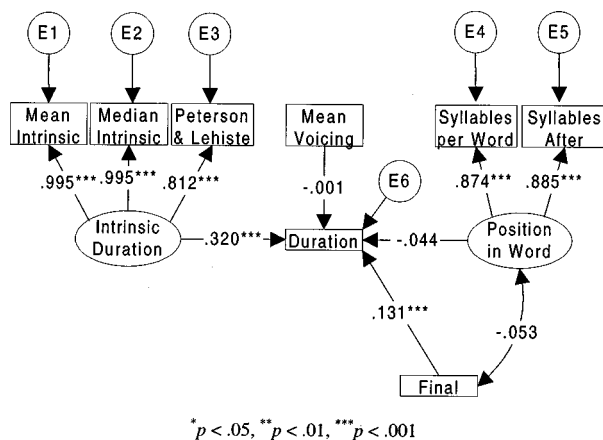 E1 E2 E3 E4 E5
Mean Intrinsic
Median Intrinsic
Peterson & Lehiste
Mean Voicing
Syllables per Word
Syllables After
.995*** .995*** .812***
-.001
E6
.874*** .885***
Intrinsic Duration
.320***
Duration
-.044
Position in Word
.131***
-.053
Final
*p < .05, **p < .01, ***p < .001